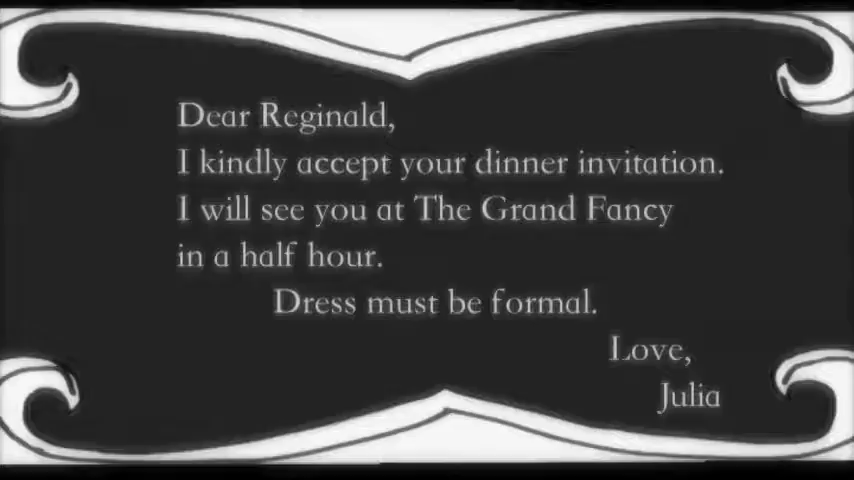 Dear Reginald,
I kindly accept your dinner invitation.
I will see you at The Grand Fancy
in a half hour.
Dress must be formal.
Love,
Julia